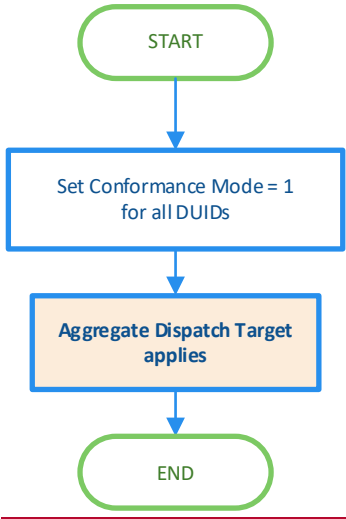 START
Set Conformance Mode = 1
for all DUIDs
Aggregate Dispatch Target
applies
END